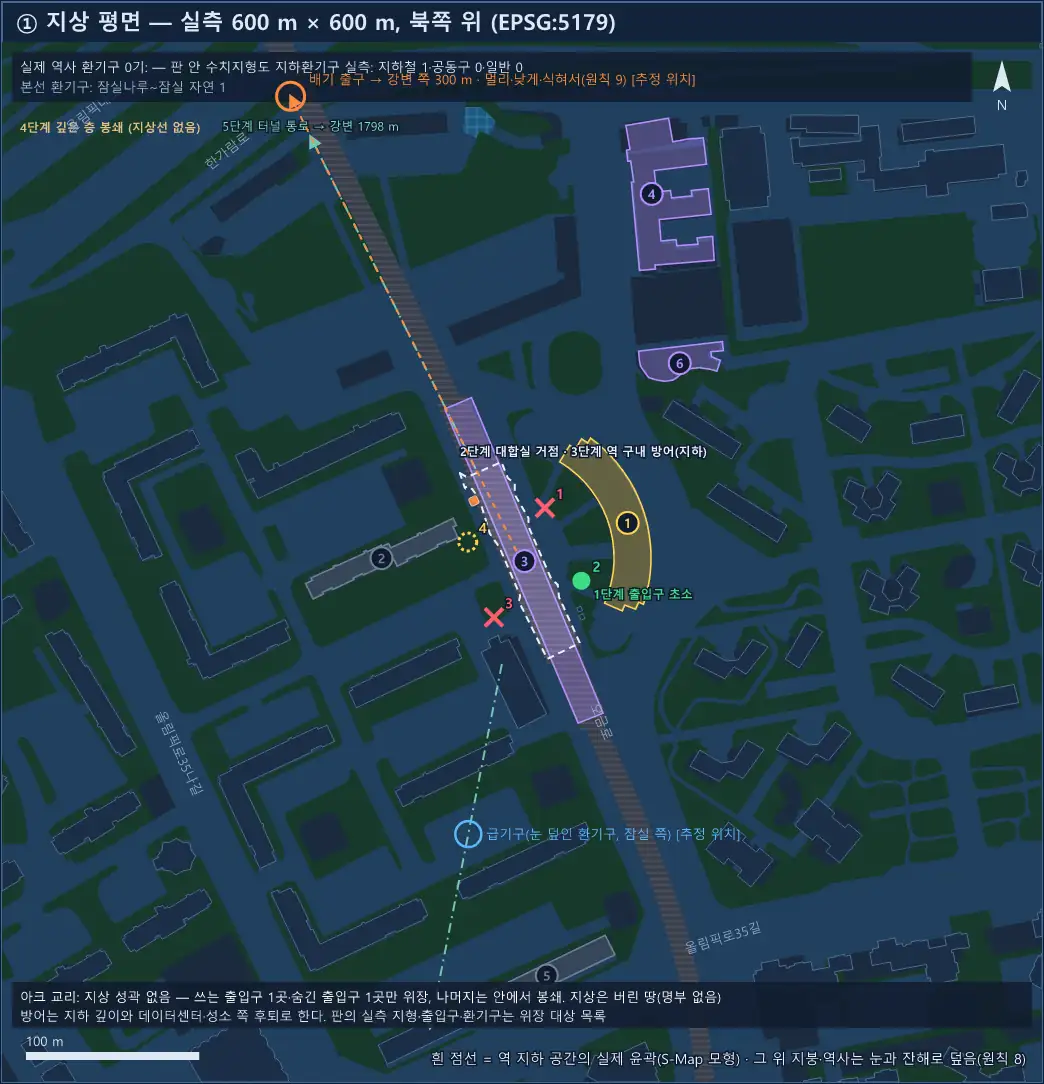 ① 지상 평면 — 실측 600 m × 600 m, 북쪽 위 (EPSG:5179)
실제 역사 환기구 0기: — 판 안 수치지형도 지하환기구 실측: 지하철 1·공동구 0·일반 0
배기 출구 → 강변 쪽 300 m · 멀리·낮게·식혀서(원칙 9) [추정 위치]
본선 환기구: 잠실나루~잠실 자연 1
N
4단계 깊은 층 봉쇄 (지상선 없음)
5단계 터널 통로 → 강변 1798 m
한가람로
4
6
2단계 대합실 거점 · 3단계 역 구내 방어(지하)
1
1
4
2
3
2
1단계 출입구 초소
3
오금로
올림픽로35나길
급기구(눈 덮인 환기구, 잠실 쪽) [추정 위치]
올림픽로35길
5
아크 교리: 지상 성곽 없음 — 쓰는 출입구 1곳·숨긴 출입구 1곳만 위장, 나머지는 안에서 봉쇄. 지상은 버린 땅(명부 없음)
방어는 지하 깊이와 데이터센터·성소 쪽 후퇴로 한다. 판의 실측 지형·출입구·환기구는 위장 대상 목록
100 m
흰 점선 = 역 지하 공간의 실제 윤곽(S-Map 모형) · 그 위 지붕·역사는 눈과 잔해로 덮음(원칙 8)